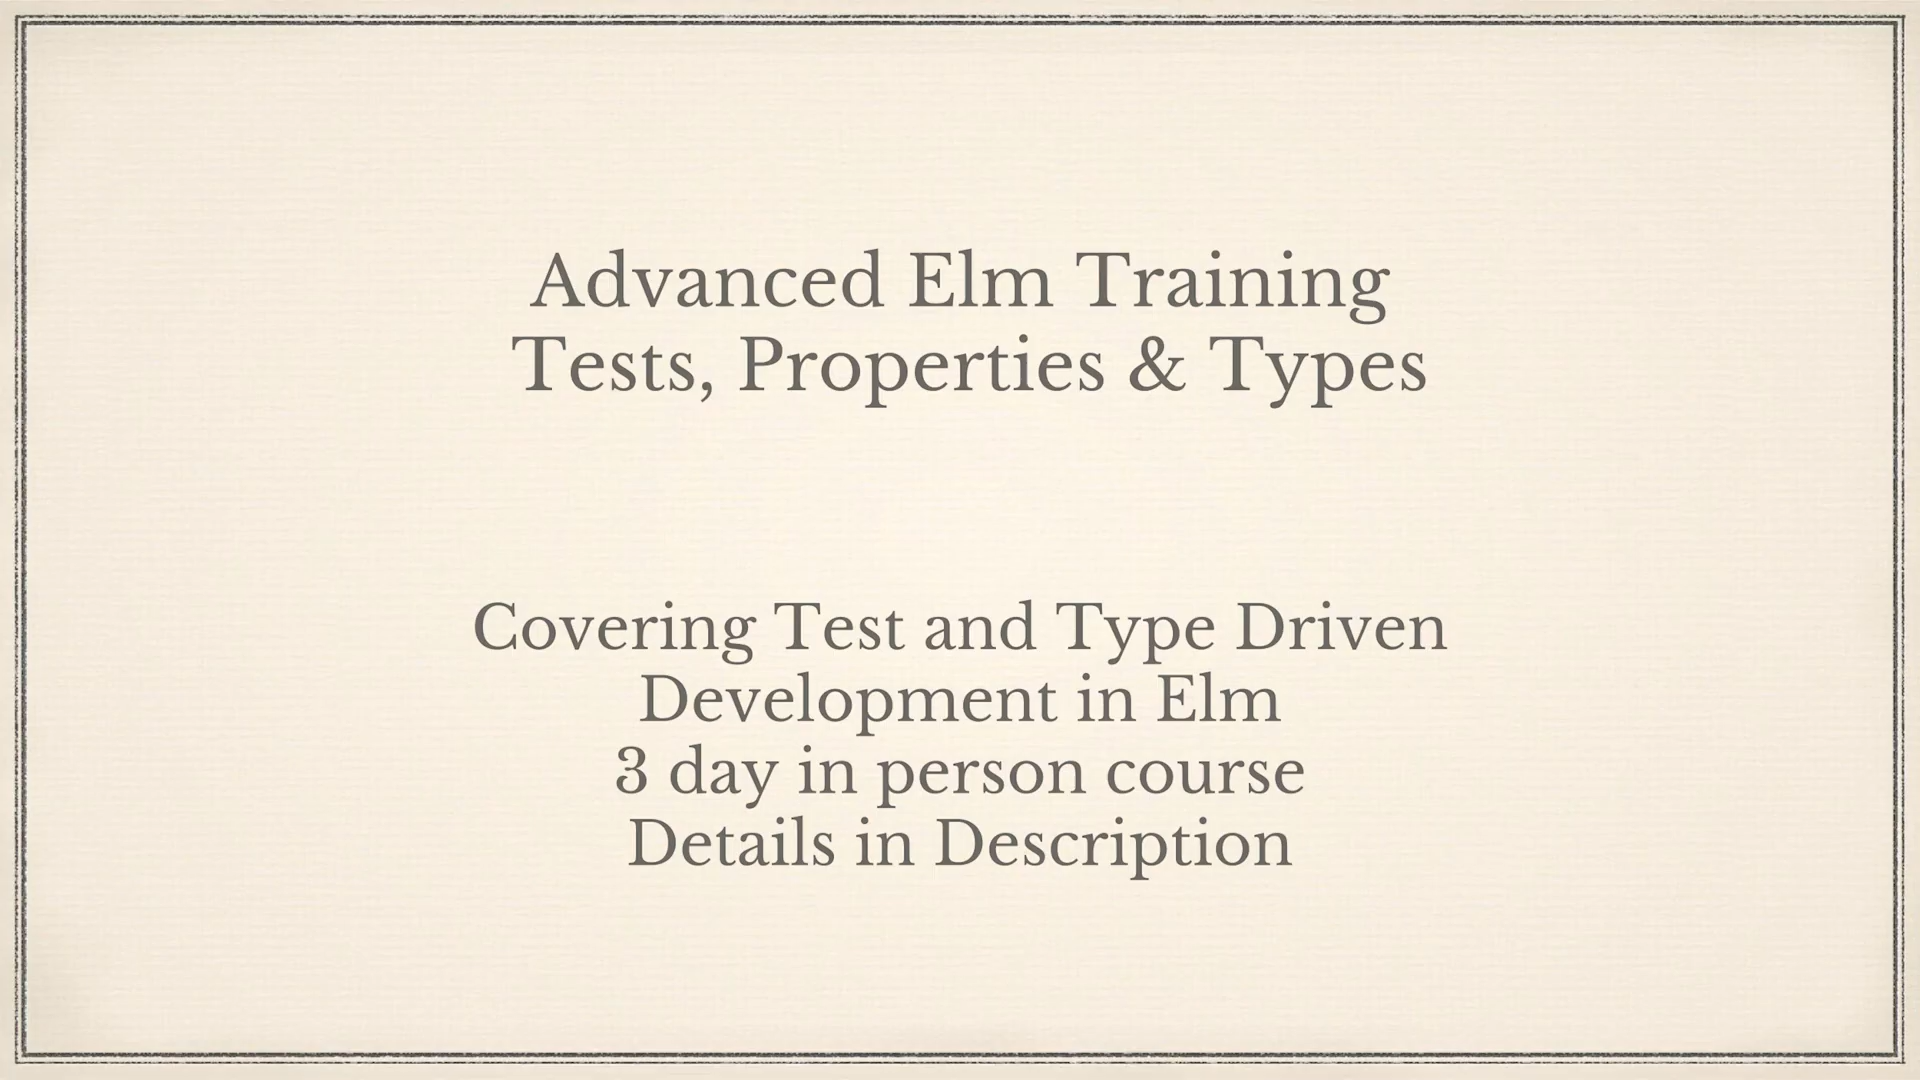 Advanced Elm Training
Tests, Properties & Types
Covering Test and Type Driven
Development in Elm
3 day in person course
Details in Description